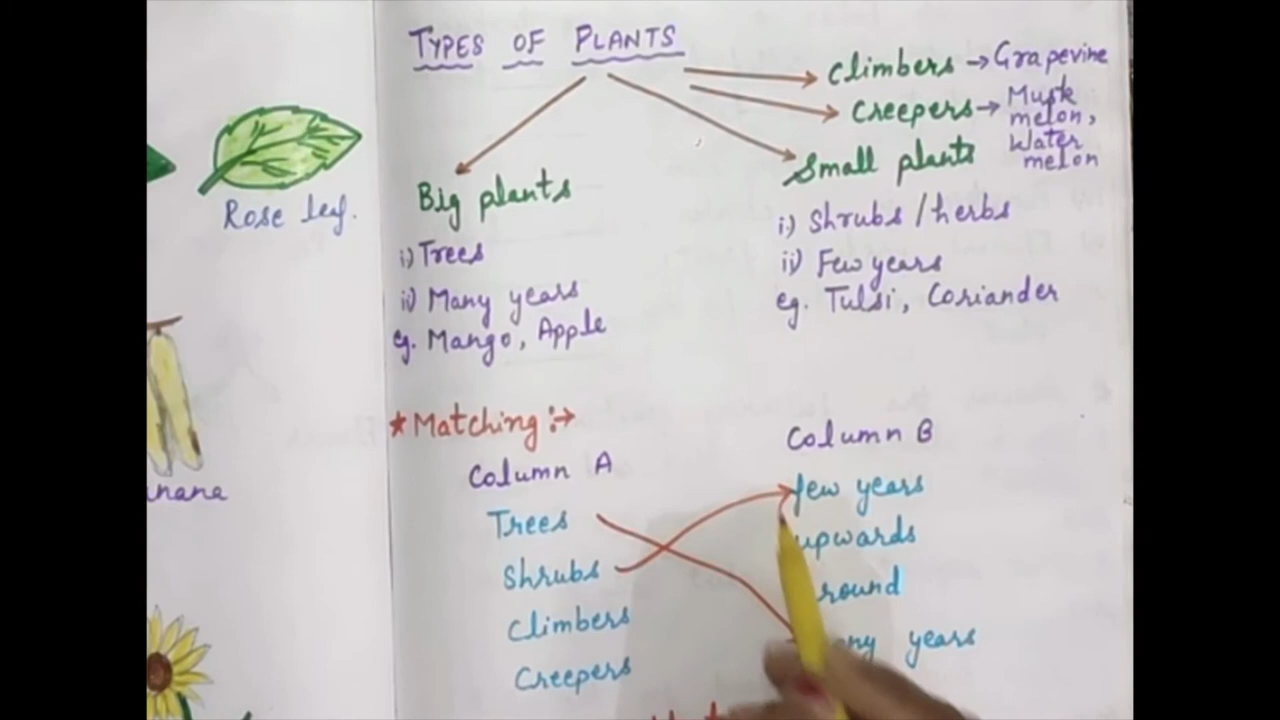 TYPES OF PLANTS
Climbers → Grapevine
Creepers → Musk
melon,
Water
melon
Small plants
i) Shrubs / herbs
ii) Few years
eg. Tulsi, Coriander
Big plants
i) Trees
ii) Many years
eg. Mango, Apple
Rose leaf.
★ Matching :→
Column A
Column B
Trees
few years
Shrubs
upwards
Climbers
round
Creepers
years